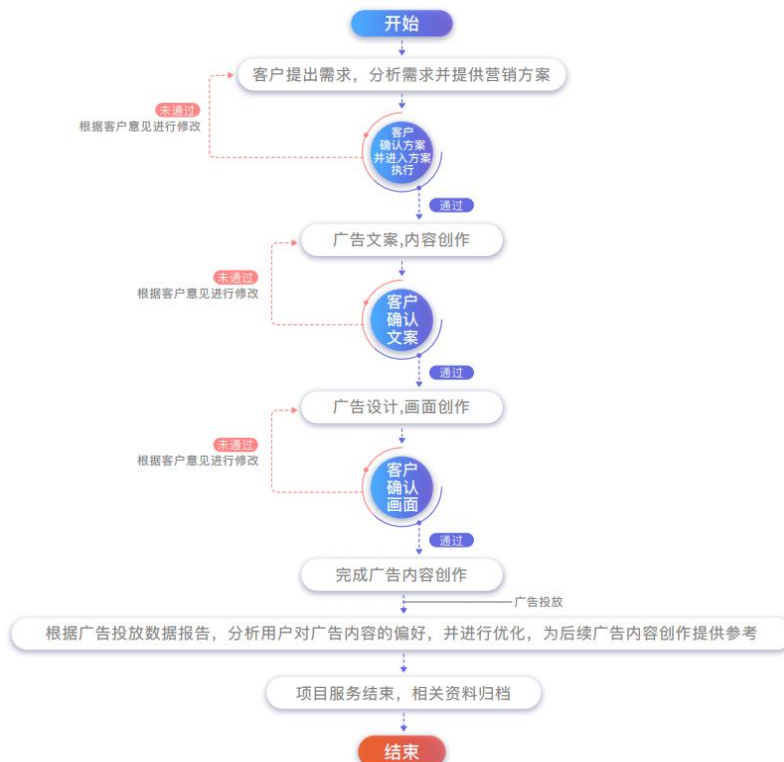 开始
客户提出需求，分析需求并提供营销方案
未通过
根据客户意见进行修改
客户
确认方案
并进入方案
执行
通过
广告文案,内容创作
未通过
根据客户意见进行修改
客户
确认
文案
通过
广告设计,画面创作
未通过
根据客户意见进行修改
客户
确认
画面
通过
完成广告内容创作
广告投放
根据广告投放数据报告，分析用户对广告内容的偏好，并进行优化，为后续广告内容创作提供参考
项目服务结束，相关资料归档
结束